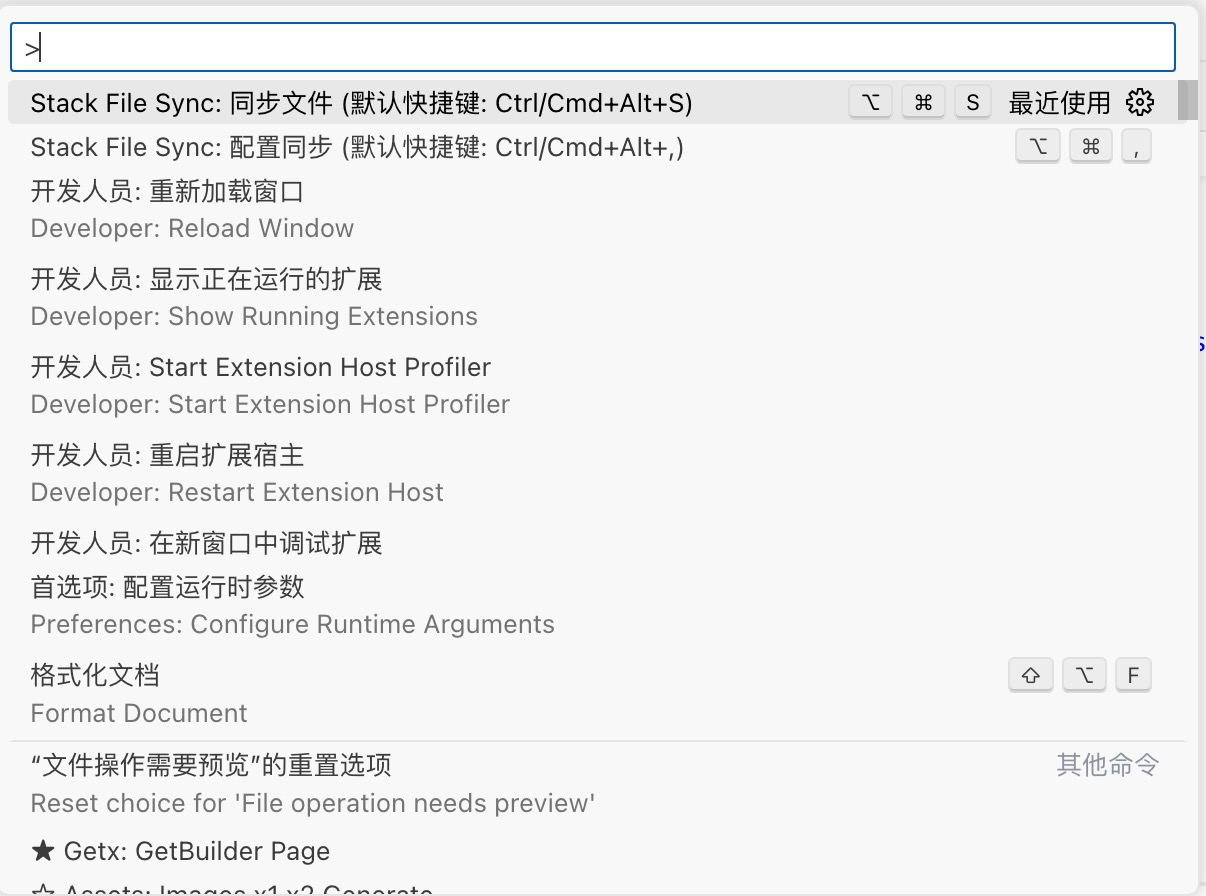 >
Stack File Sync: 同步文件 (默认快捷键: Ctrl/Cmd+Alt+S) ⌥ ⌘ S 最近使用
Stack File Sync: 配置同步 (默认快捷键: Ctrl/Cmd+Alt+,) ⌥ ⌘ ,
开发人员: 重新加载窗口
Developer: Reload Window
开发人员: 显示正在运行的扩展
Developer: Show Running Extensions
开发人员: Start Extension Host Profiler
Developer: Start Extension Host Profiler
开发人员: 重启扩展宿主
Developer: Restart Extension Host
开发人员: 在新窗口中调试扩展
首选项: 配置运行时参数
Preferences: Configure Runtime Arguments
格式化文档 ⇧ ⌥ F
Format Document
“文件操作需要预览”的重置选项 其他命令
Reset choice for 'File operation needs preview'
★ Getx: GetBuilder Page
☆ Assets: Images x1 x2 Generate